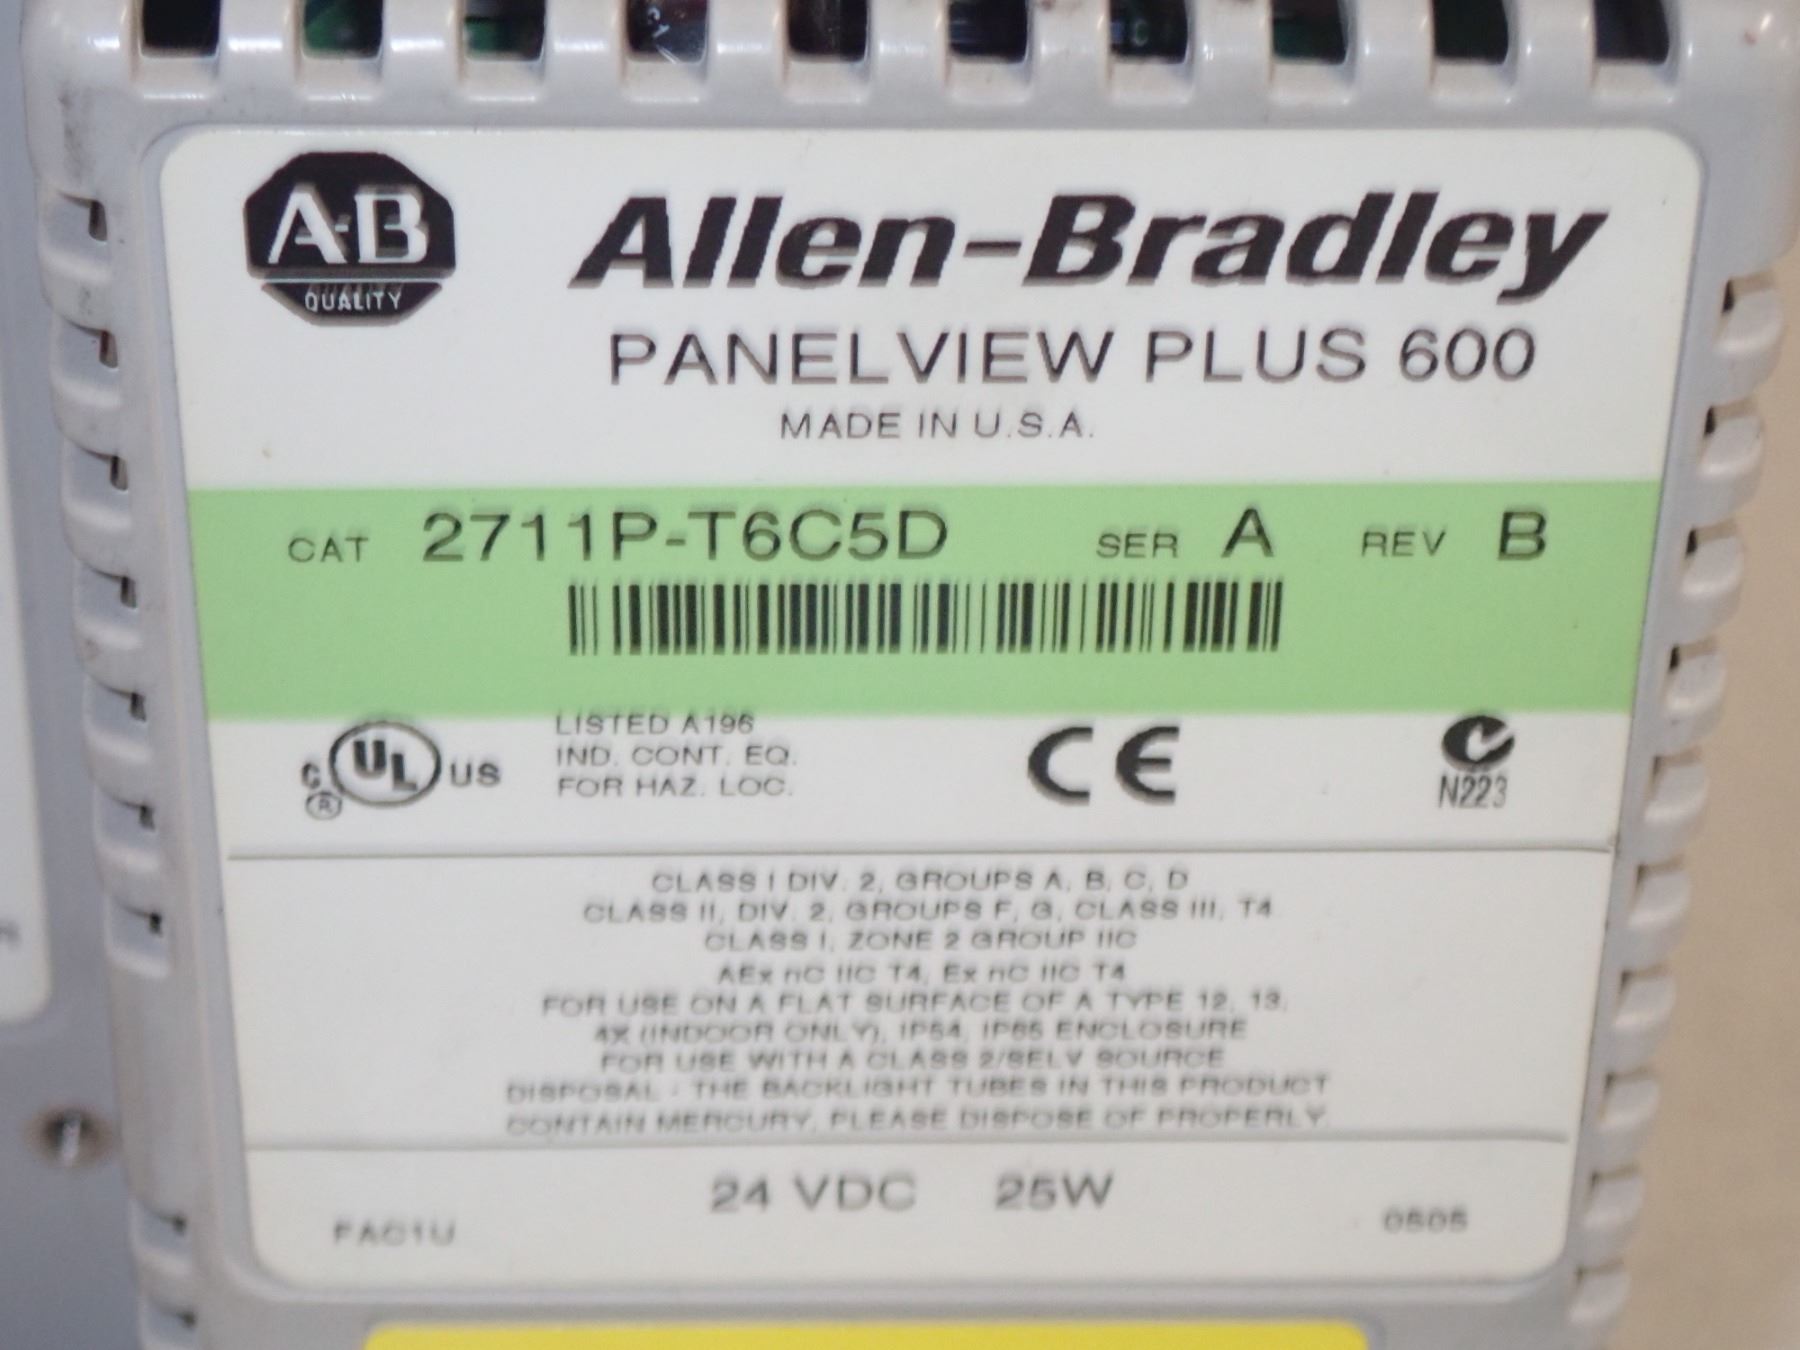 A-B
QUALITY
Allen-Bradley
PANELVIEW PLUS 600
MADE IN U.S.A.
CAT 2711P-T6C5D SER A REV B
C UL US
®
LISTED A196
IND. CONT. EQ.
FOR HAZ. LOC.
CE
N223
CLASS I DIV. 2, GROUPS A, B, C, D
CLASS II, DIV. 2, GROUPS F, G, CLASS III, T4
CLASS I, ZONE 2 GROUP IIC
AEx nC IIC T4, Ex nC IIC T4
FOR USE ON A FLAT SURFACE OF A TYPE 12, 13,
4X (INDOOR ONLY), IP54, IP65 ENCLOSURE
FOR USE WITH A CLASS 2/SELV SOURCE
DISPOSAL - THE BACKLIGHT TUBES IN THIS PRODUCT
CONTAIN MERCURY, PLEASE DISPOSE OF PROPERLY.
24 VDC 25W
FAC1U 0505